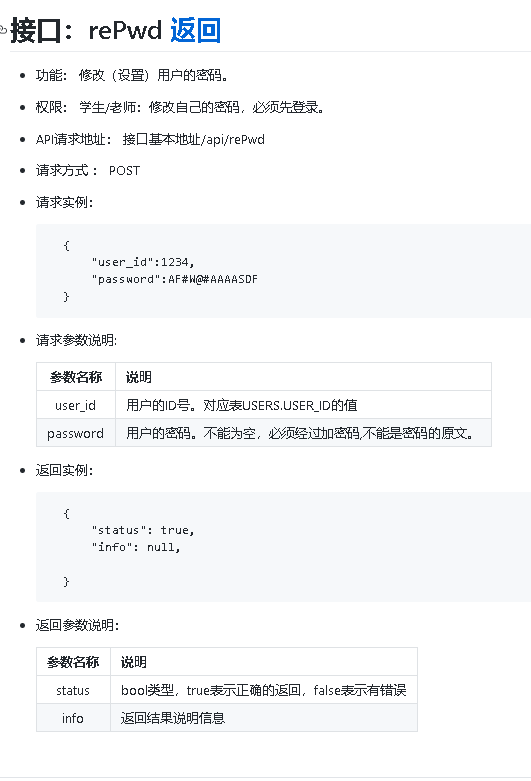 接口：rePwd 返回
功能： 修改（设置）用户的密码。
权限： 学生/老师：修改自己的密码，必须先登录。
API请求地址： 接口基本地址/api/rePwd
请求方式 ： POST
请求实例：
{
"user_id":1234,
"password":AF#W@#AAAASDF
}
请求参数说明:
参数名称 说明
user_id 用户的ID号。对应表USERS.USER_ID的值
password 用户的密码。不能为空，必须经过加密码,不能是密码的原文。
返回实例：
{
"status": true,
"info": null,
}
返回参数说明：
参数名称 说明
status bool类型，true表示正确的返回，false表示有错误
info 返回结果说明信息